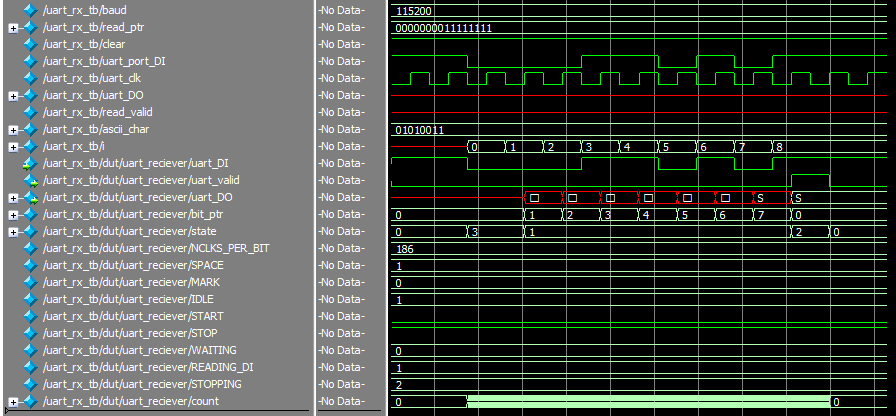 /uart_rx_tb/baud -No Data- 115200
/uart_rx_tb/read_ptr -No Data- 0000000011111111
/uart_rx_tb/clear -No Data-
/uart_rx_tb/uart_port_DI -No Data-
/uart_rx_tb/uart_clk -No Data-
/uart_rx_tb/uart_DO -No Data-
/uart_rx_tb/read_valid -No Data-
/uart_rx_tb/ascii_char -No Data- 01010011
/uart_rx_tb/i -No Data- 0 1 2 3 4 5 6 7 8
/uart_rx_tb/dut/uart_reciever/uart_DI -No Data-
/uart_rx_tb/dut/uart_reciever/uart_valid -No Data-
/uart_rx_tb/dut/uart_reciever/uart_DO -No Data- □ □ □ □ □ □ S S
/uart_rx_tb/dut/uart_reciever/bit_ptr -No Data- 0 1 2 3 4 5 6 7 0
/uart_rx_tb/dut/uart_reciever/state -No Data- 0 3 1 2 0
/uart_rx_tb/dut/uart_reciever/NCLKS_PER_BIT -No Data- 186
/uart_rx_tb/dut/uart_reciever/SPACE -No Data- 1
/uart_rx_tb/dut/uart_reciever/MARK -No Data- 0
/uart_rx_tb/dut/uart_reciever/IDLE -No Data- 1
/uart_rx_tb/dut/uart_reciever/START -No Data-
/uart_rx_tb/dut/uart_reciever/STOP -No Data-
/uart_rx_tb/dut/uart_reciever/WAITING -No Data- 0
/uart_rx_tb/dut/uart_reciever/READING_DI -No Data- 1
/uart_rx_tb/dut/uart_reciever/STOPPING -No Data- 2
/uart_rx_tb/dut/uart_reciever/count -No Data- 0 0